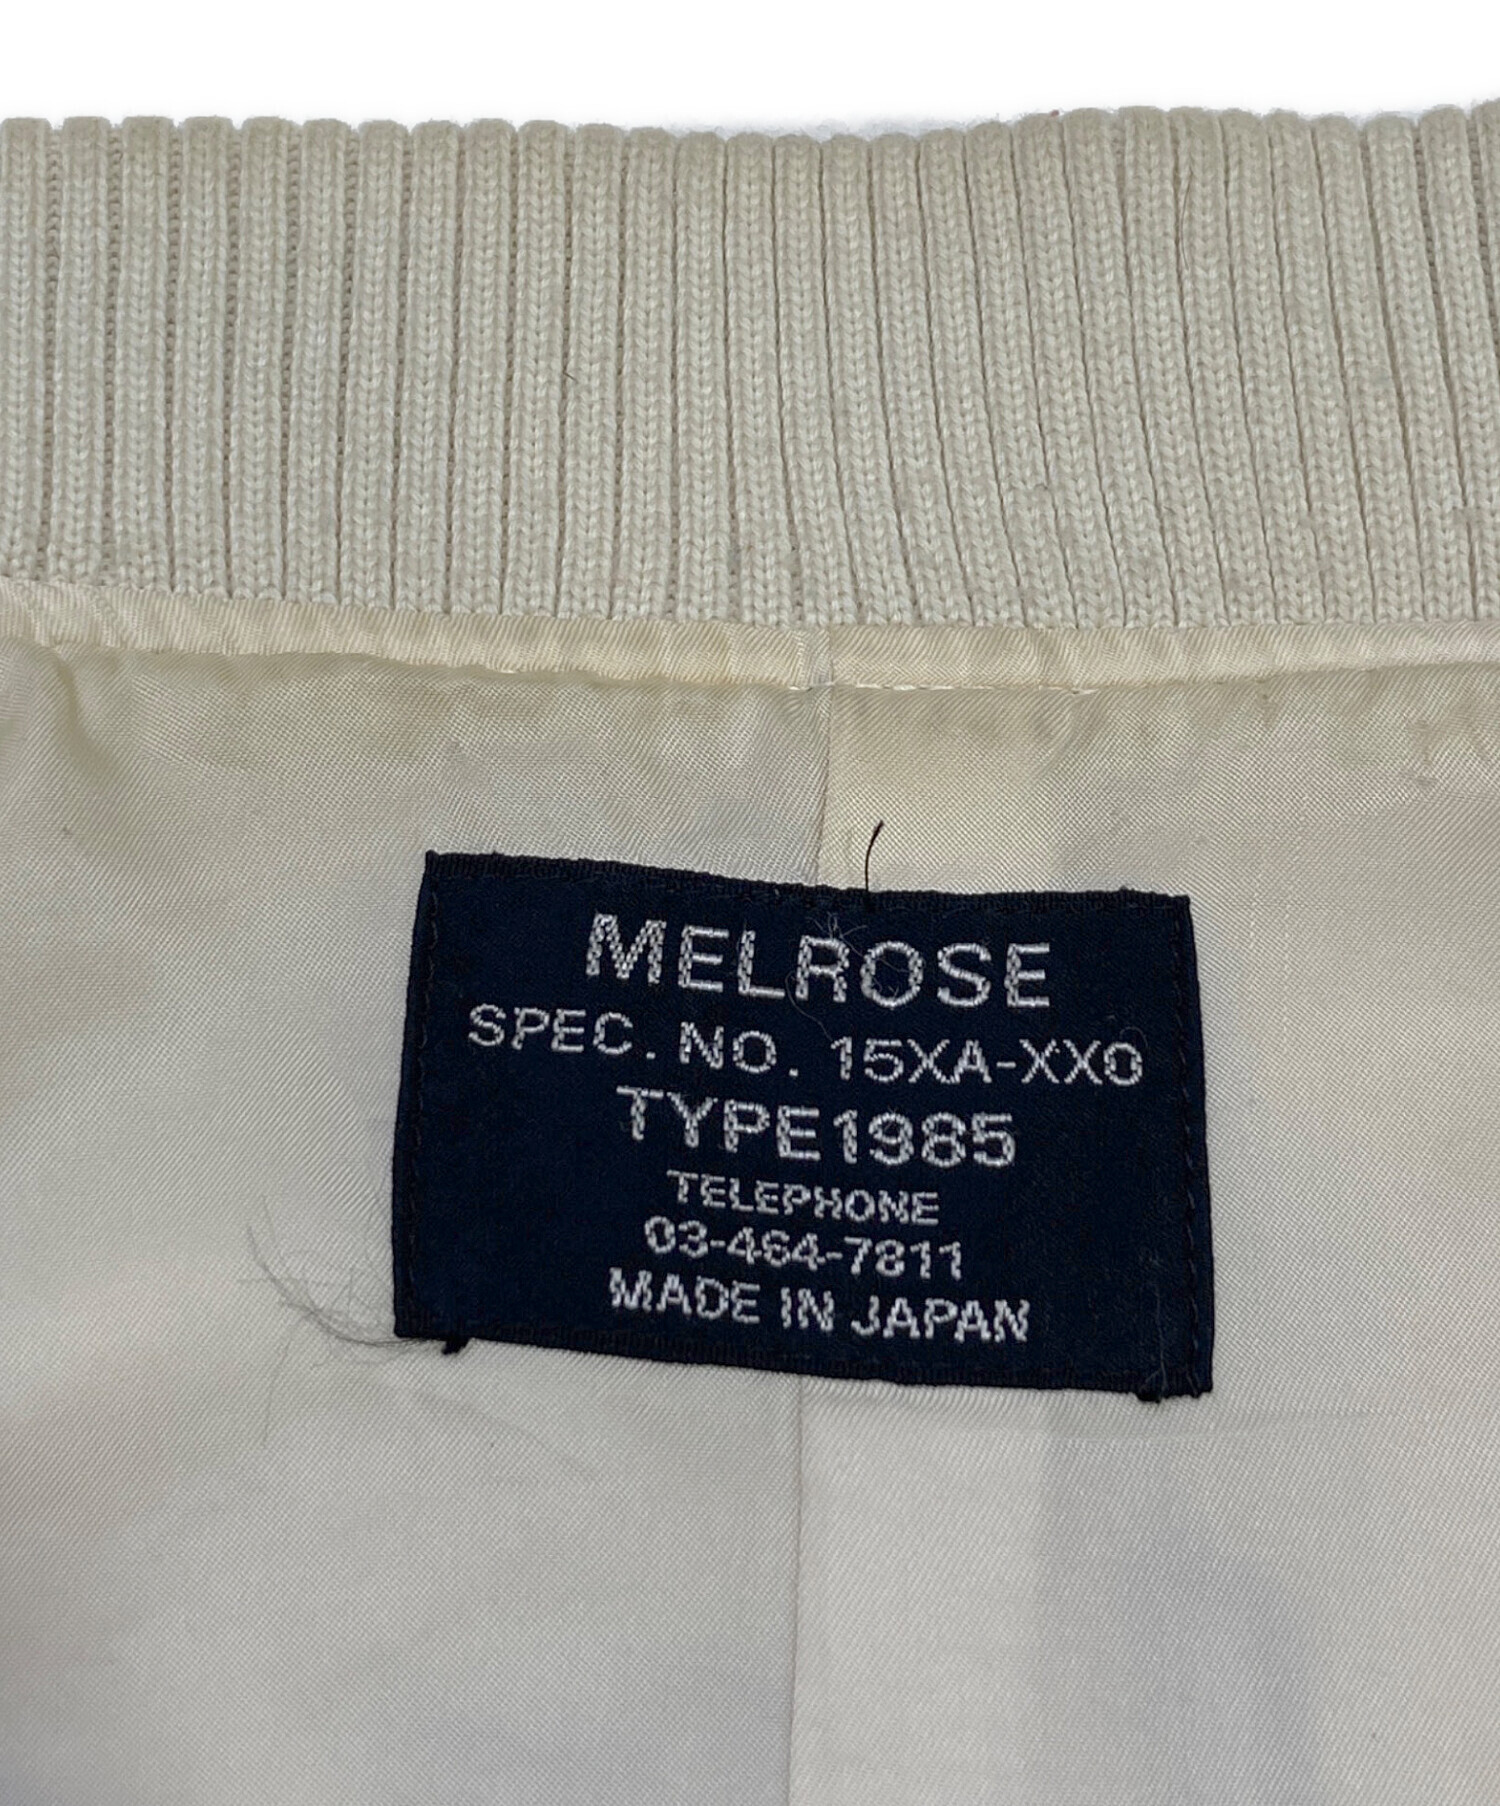 MELROSE
SPEC. NO. 15XA-XX0
TYPE1985
TELEPHONE
03-464-7811
MADE IN JAPAN